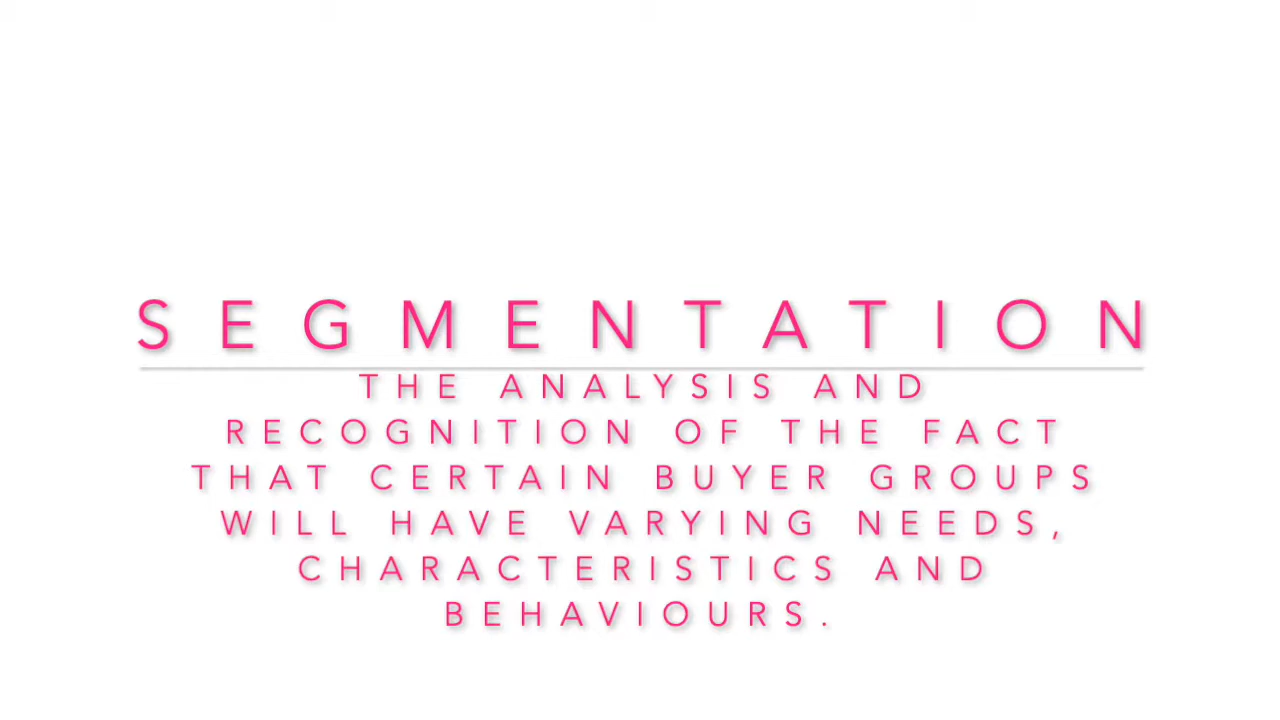 SEGMENTATION
THE ANALYSIS AND
RECOGNITION OF THE FACT
THAT CERTAIN BUYER GROUPS
WILL HAVE VARYING NEEDS,
CHARACTERISTICS AND
BEHAVIOURS.